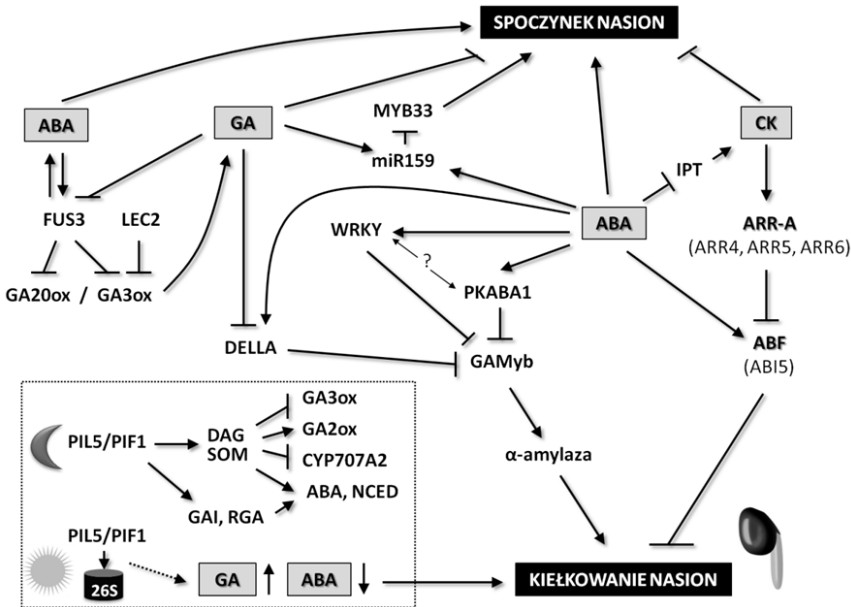 SPOCZYNEK NASION
ABA
GA
MYB33
CK
miR159
IPT
FUS3
LEC2
WRKY
ABA
ARR-A
(ARR4, ARR5, ARR6)
?
GA20ox / GA3ox
PKABA1
DELLA
GAMyb
ABF
(ABI5)
GA3ox
PIL5/PIF1
DAG
SOM
GA2ox
CYP707A2
α-amylaza
ABA, NCED
GAI, RGA
PIL5/PIF1
26S
GA
ABA
KIEŁKOWANIE NASION